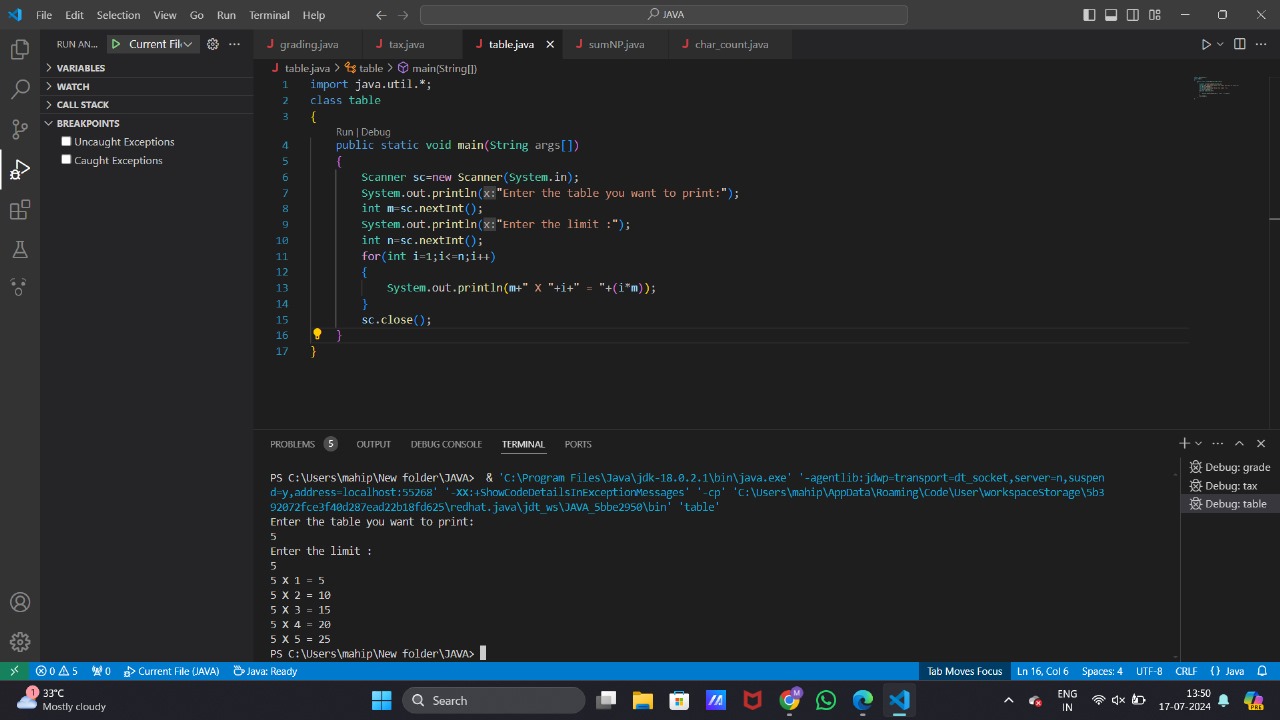 File Edit Selection View Go Run Terminal Help
JAVA
RUN AN... Current Fil ...
grading.java tax.java table.java sumNP.java char_count.java
VARIABLES
WATCH
CALL STACK
BREAKPOINTS
Uncaught Exceptions
Caught Exceptions
table.java > table > main(String[])
1 import java.util.*;
2 class table
3 {
Run | Debug
4 public static void main(String args[])
5 {
6 Scanner sc=new Scanner(System.in);
7 System.out.println(x:"Enter the table you want to print:");
8 int m=sc.nextInt();
9 System.out.println(x:"Enter the limit :");
10 int n=sc.nextInt();
11 for(int i=1;i<=n;i++)
12 {
13 System.out.println(m+" X "+i+" = "+(i*m));
14 }
15 sc.close();
16 }
17 }
PROBLEMS 5 OUTPUT DEBUG CONSOLE TERMINAL PORTS
PS C:\Users\mahip\New folder\JAVA> & 'C:\Program Files\Java\jdk-18.0.2.1\bin\java.exe' '-agentlib:jdwp=transport=dt_socket,server=n,suspen
d=y,address=localhost:55268' '-XX:+ShowCodeDetailsInExceptionMessages' '-cp' 'C:\Users\mahip\AppData\Roaming\Code\User\workspaceStorage\5b3
92072fce3f40d287ead22b18fd625\redhat.java\jdt_ws\JAVA_5bbe2950\bin' 'table'
Enter the table you want to print:
5
Enter the limit :
5
5 X 1 = 5
5 X 2 = 10
5 X 3 = 15
5 X 4 = 20
5 X 5 = 25
PS C:\Users\mahip\New folder\JAVA>
Debug: grade
Debug: tax
Debug: table
0 5 0 Current File (JAVA) Java: Ready Tab Moves Focus Ln 16, Col 6 Spaces: 4 UTF-8 CRLF {} Java
1 33°C
Mostly cloudy
Search
M
ENG
IN
13:50
17-07-2024
PRE